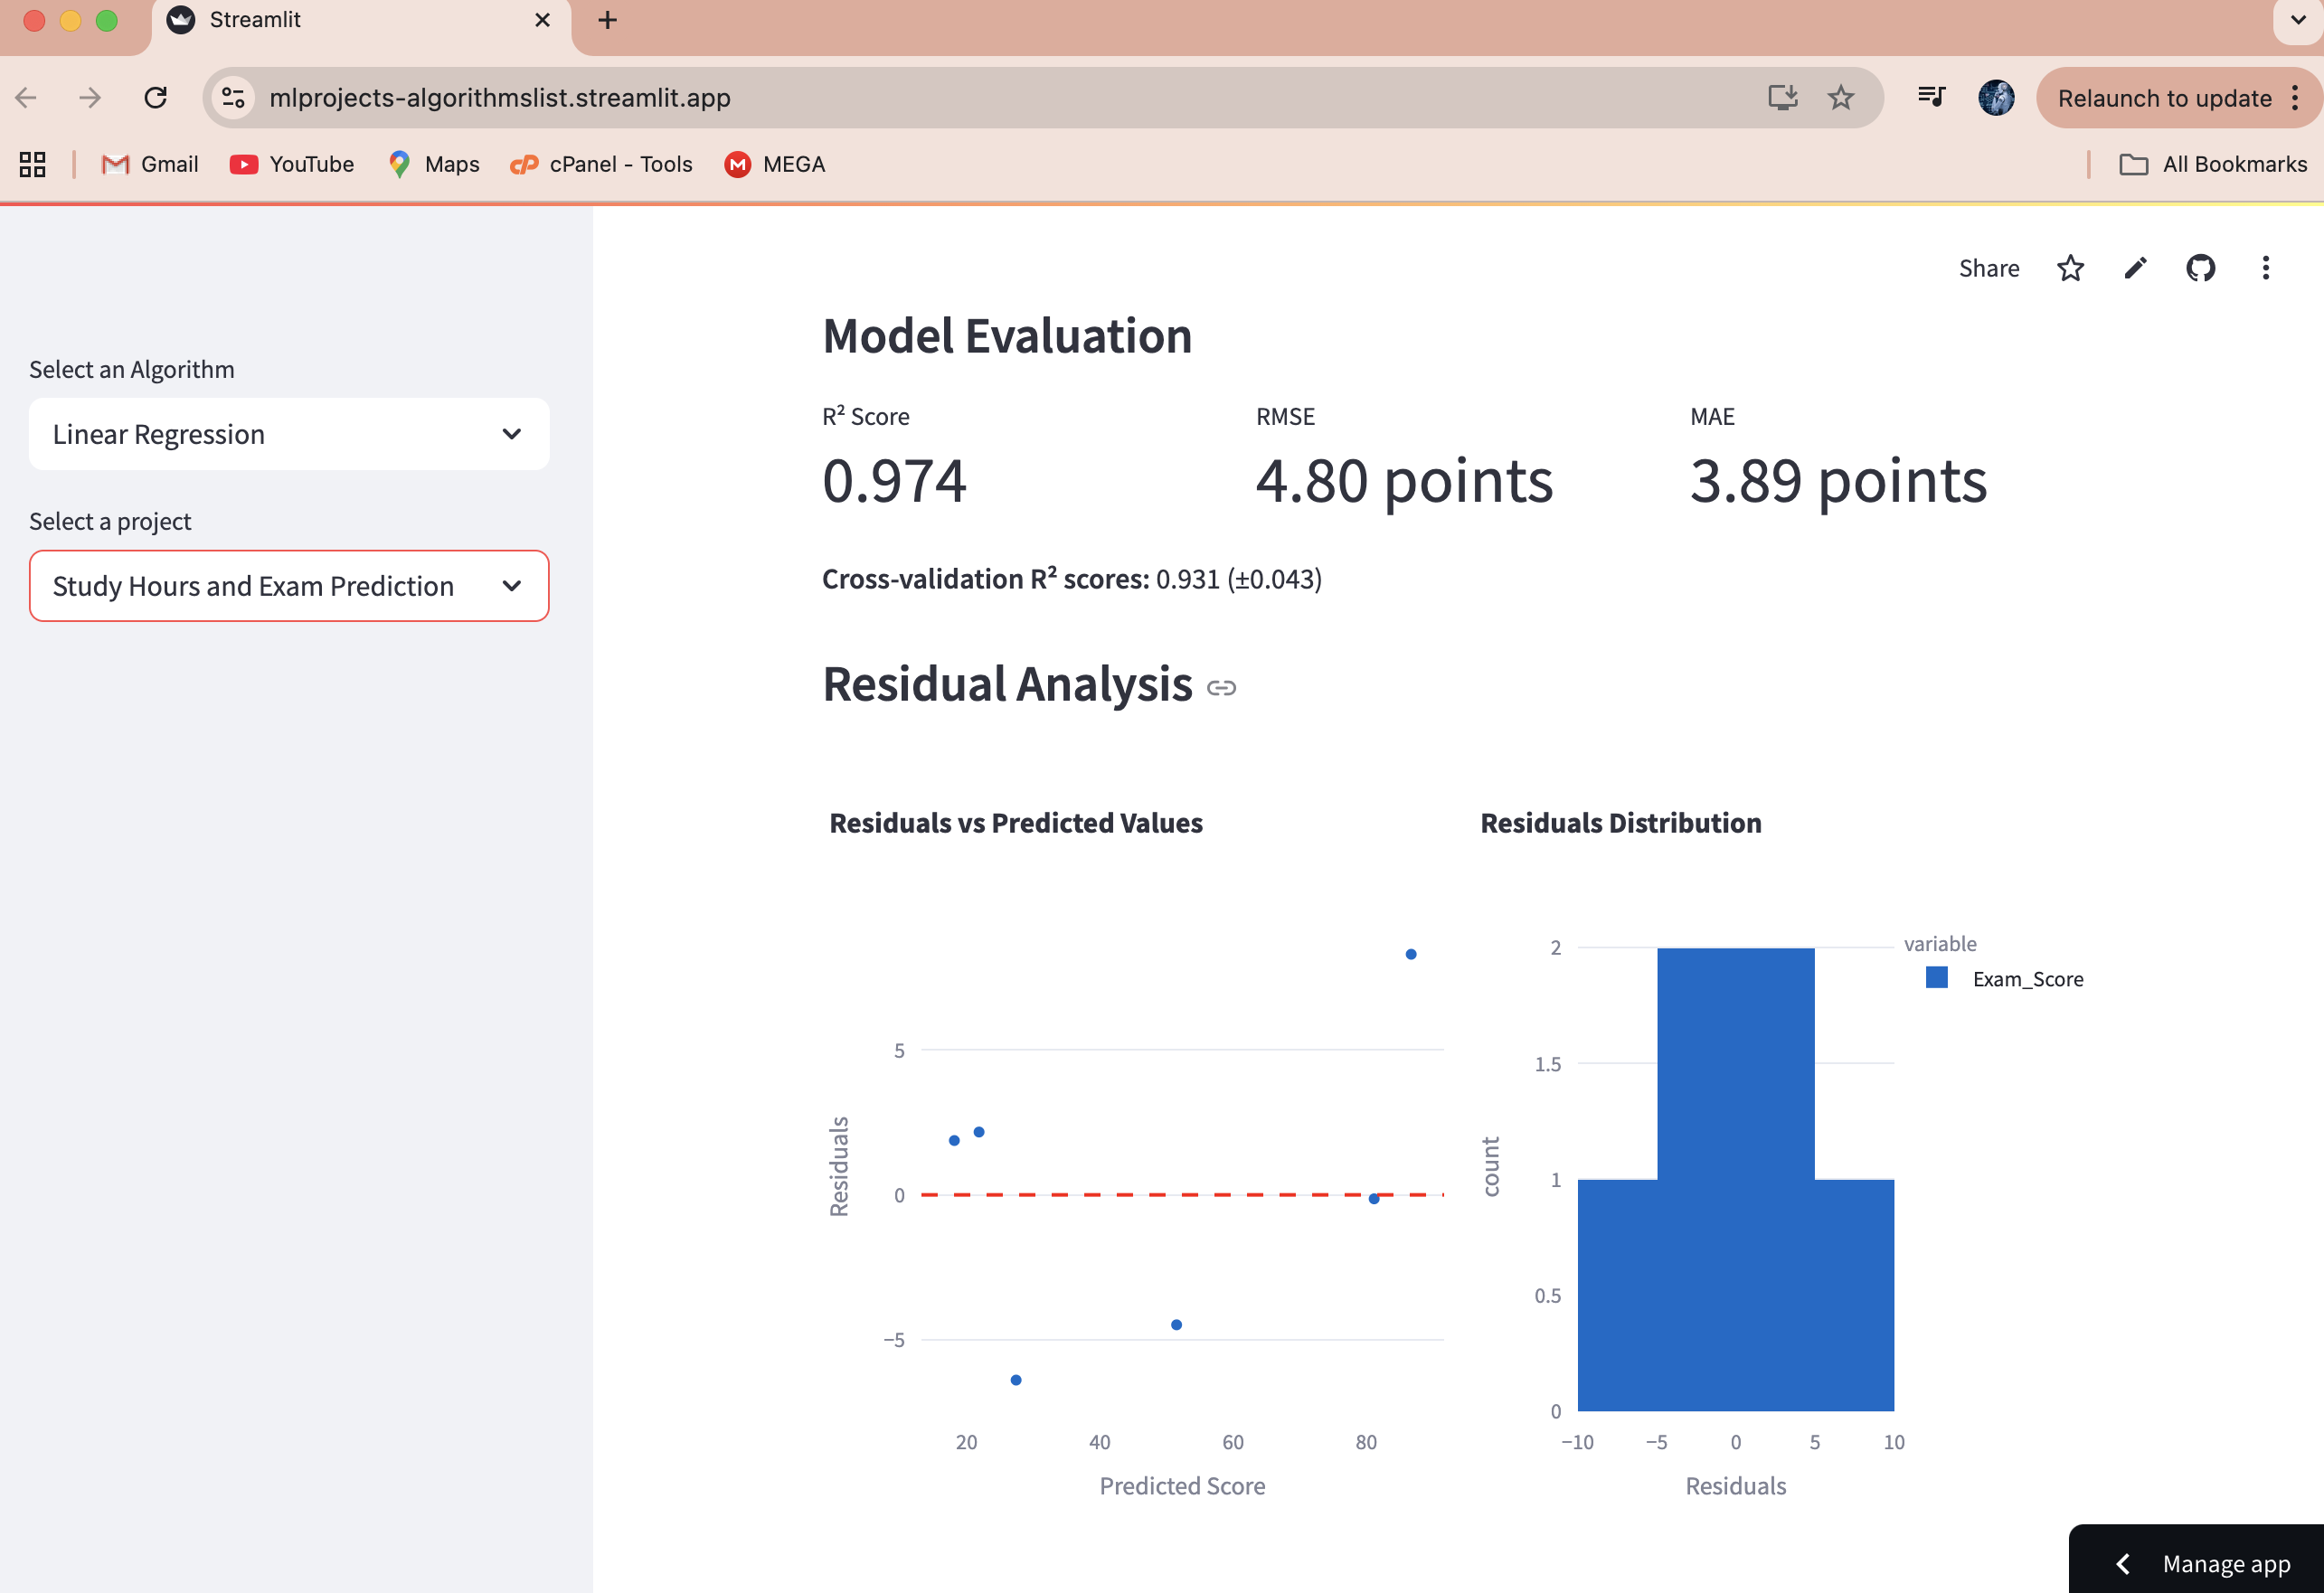 Streamlit
mlprojects-algorithmslist.streamlit.app
Relaunch to update
Gmail
YouTube
Maps
cPanel - Tools
MEGA
All Bookmarks
Share
Select an Algorithm
Linear Regression
Select a project
Study Hours and Exam Prediction
Model Evaluation
R² Score
RMSE
MAE
0.974
4.80 points
3.89 points
Cross-validation R² scores: 0.931 (±0.043)
Residual Analysis
Residuals vs Predicted Values
5
0
−5
Residuals
20 40 60 80
Predicted Score
Residuals Distribution
2
1.5
1
0.5
0
count
−10 −5 0 5 10
Residuals
variable
Exam_Score
Manage app